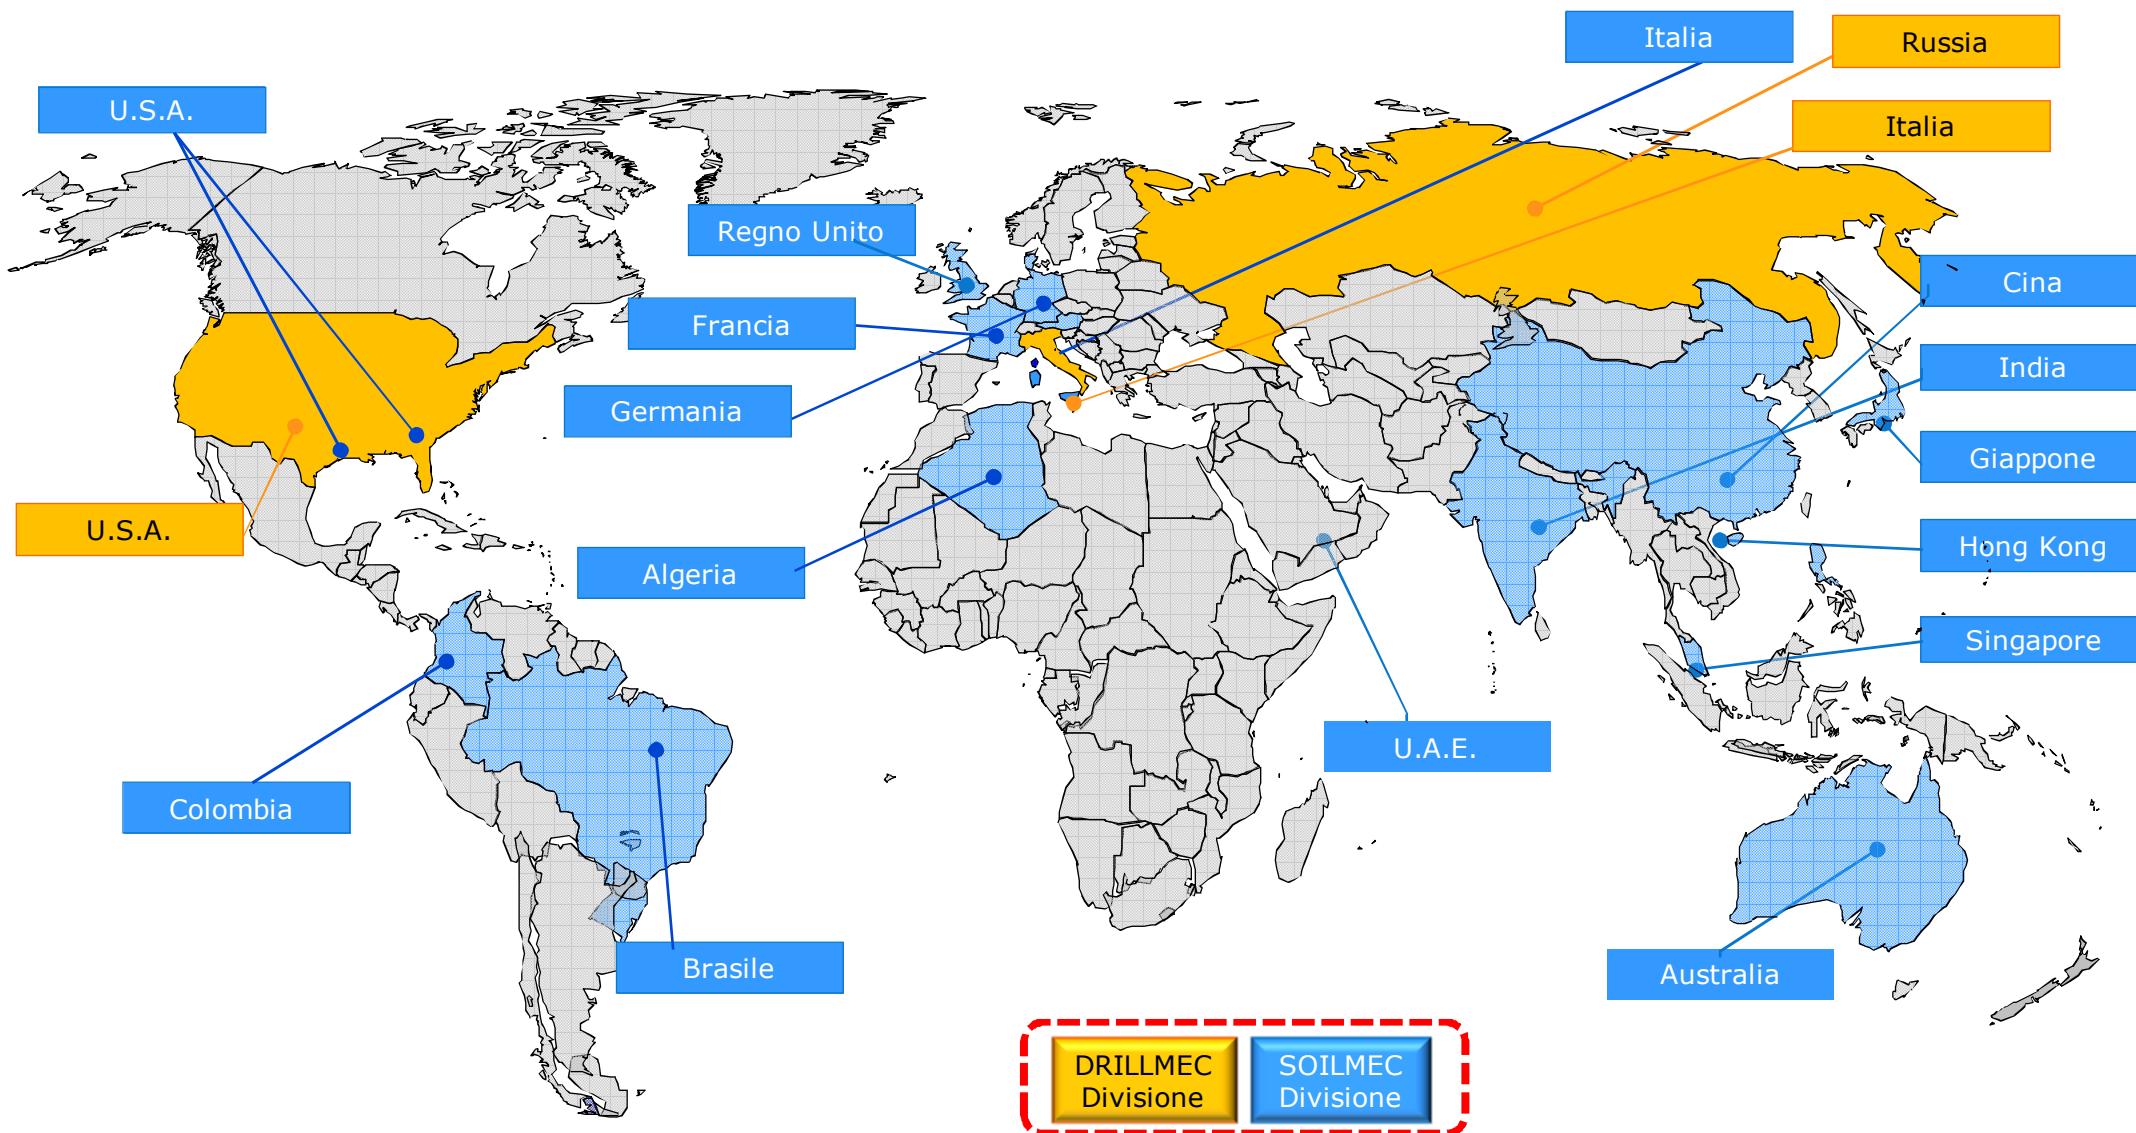 Italia
Russia
U.S.A.
Italia
Regno Unito
Cina
Francia
India
Germania
Giappone
U.S.A.
Hong Kong
Algeria
Singapore
U.A.E.
Colombia
Brasile
Australia
DRILLMEC
Divisione
SOILMEC
Divisione